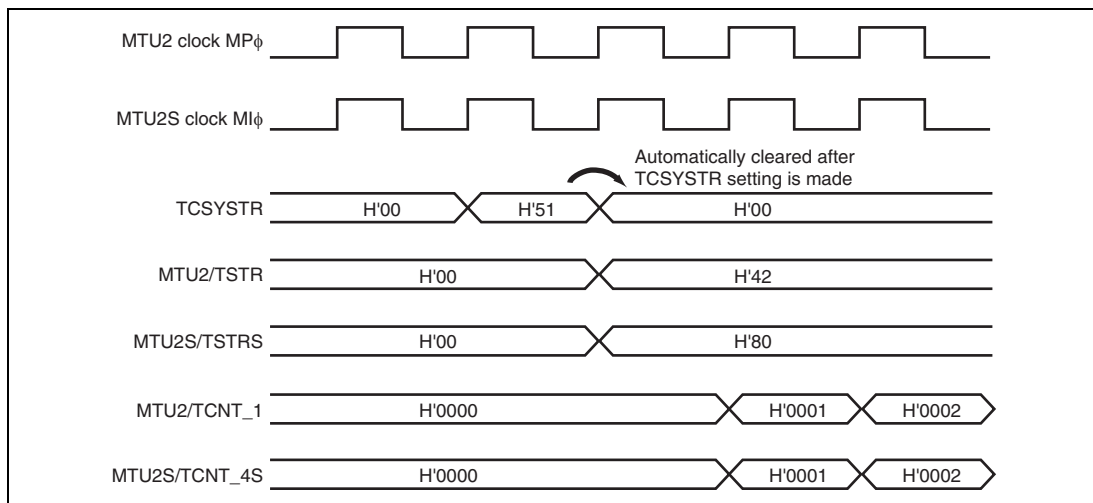 MTU2 clock MPϕ
MTU2S clock MIϕ
Automatically cleared after
TCSYSTR setting is made
TCSYSTR H'00 H'51 H'00
MTU2/TSTR H'00 H'42
MTU2S/TSTRS H'00 H'80
MTU2/TCNT_1 H'0000 H'0001 H'0002
MTU2S/TCNT_4S H'0000 H'0001 H'0002